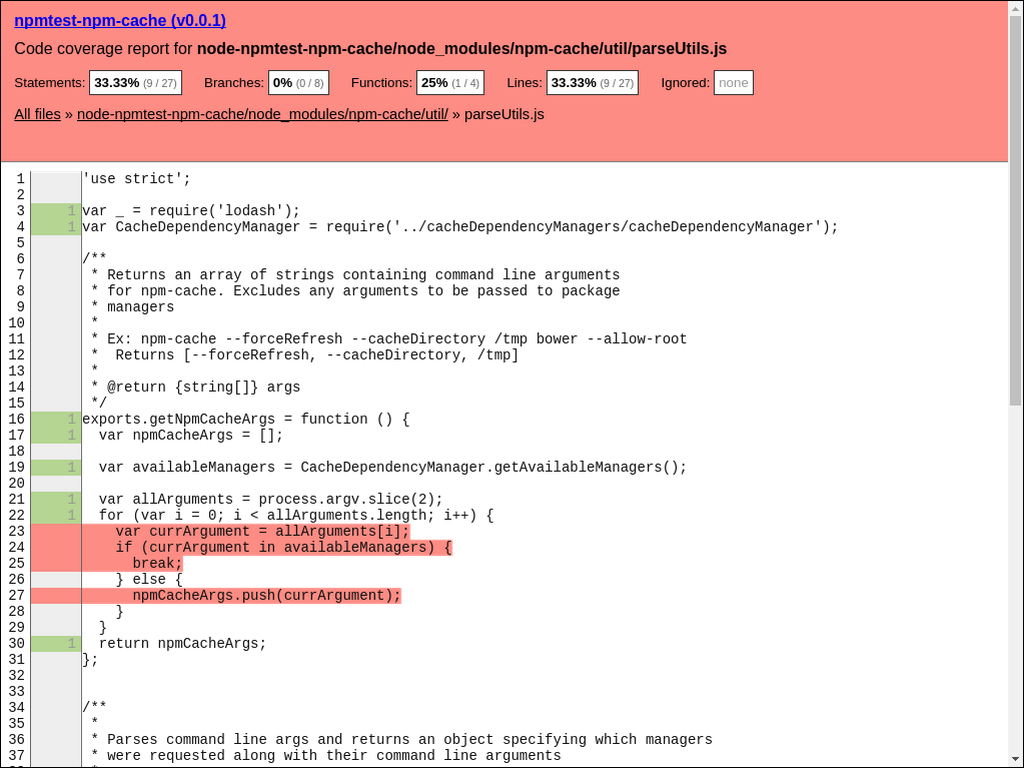 npmtest-npm-cache (v0.0.1)
Code coverage report for node-npmtest-npm-cache/node_modules/npm-cache/util/parseUtils.js
Statements: 33.33% (9 / 27) Branches: 0% (0 / 8) Functions: 25% (1 / 4) Lines: 33.33% (9 / 27) Ignored: none
All files » node-npmtest-npm-cache/node_modules/npm-cache/util/ » parseUtils.js
1 'use strict';
2
3 1 var _ = require('lodash');
4 1 var CacheDependencyManager = require('../cacheDependencyManagers/cacheDependencyManager');
5
6 /**
7  * Returns an array of strings containing command line arguments
8  * for npm-cache. Excludes any arguments to be passed to package
9  * managers
10  *
11  * Ex: npm-cache --forceRefresh --cacheDirectory /tmp bower --allow-root
12  *  Returns [--forceRefresh, --cacheDirectory, /tmp]
13  *
14  * @return {string[]} args
15  */
16 1 exports.getNpmCacheArgs = function () {
17 1   var npmCacheArgs = [];
18
19 1   var availableManagers = CacheDependencyManager.getAvailableManagers();
20
21 1   var allArguments = process.argv.slice(2);
22 1   for (var i = 0; i < allArguments.length; i++) {
23     var currArgument = allArguments[i];
24     if (currArgument in availableManagers) {
25       break;
26     } else {
27       npmCacheArgs.push(currArgument);
28     }
29   }
30 1   return npmCacheArgs;
31 };
32
33
34 /**
35  *
36  * Parses command line args and returns an object specifying which managers
37  * were requested along with their command line arguments